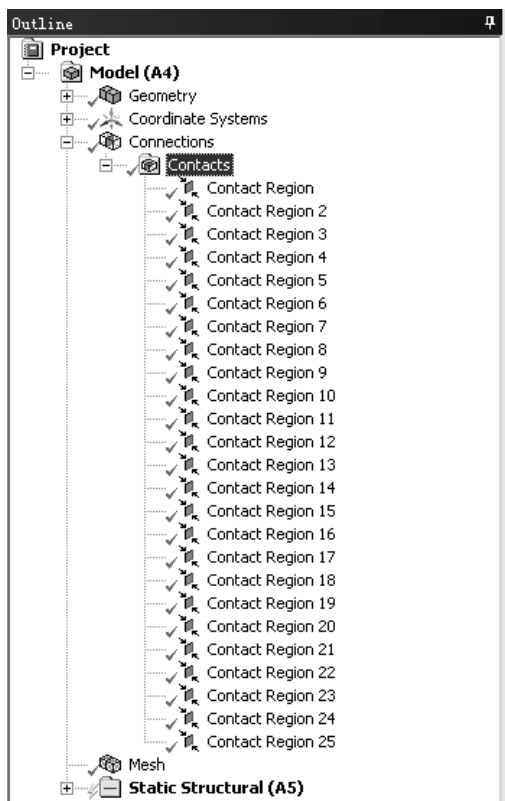 Outline
Project
Model (A4)
Geometry
Coordinate Systems
Connections
Contacts
Contact Region
Contact Region 2
Contact Region 3
Contact Region 4
Contact Region 5
Contact Region 6
Contact Region 7
Contact Region 8
Contact Region 9
Contact Region 10
Contact Region 11
Contact Region 12
Contact Region 13
Contact Region 14
Contact Region 15
Contact Region 16
Contact Region 17
Contact Region 18
Contact Region 19
Contact Region 20
Contact Region 21
Contact Region 22
Contact Region 23
Contact Region 24
Contact Region 25
Mesh
Static Structural (A5)